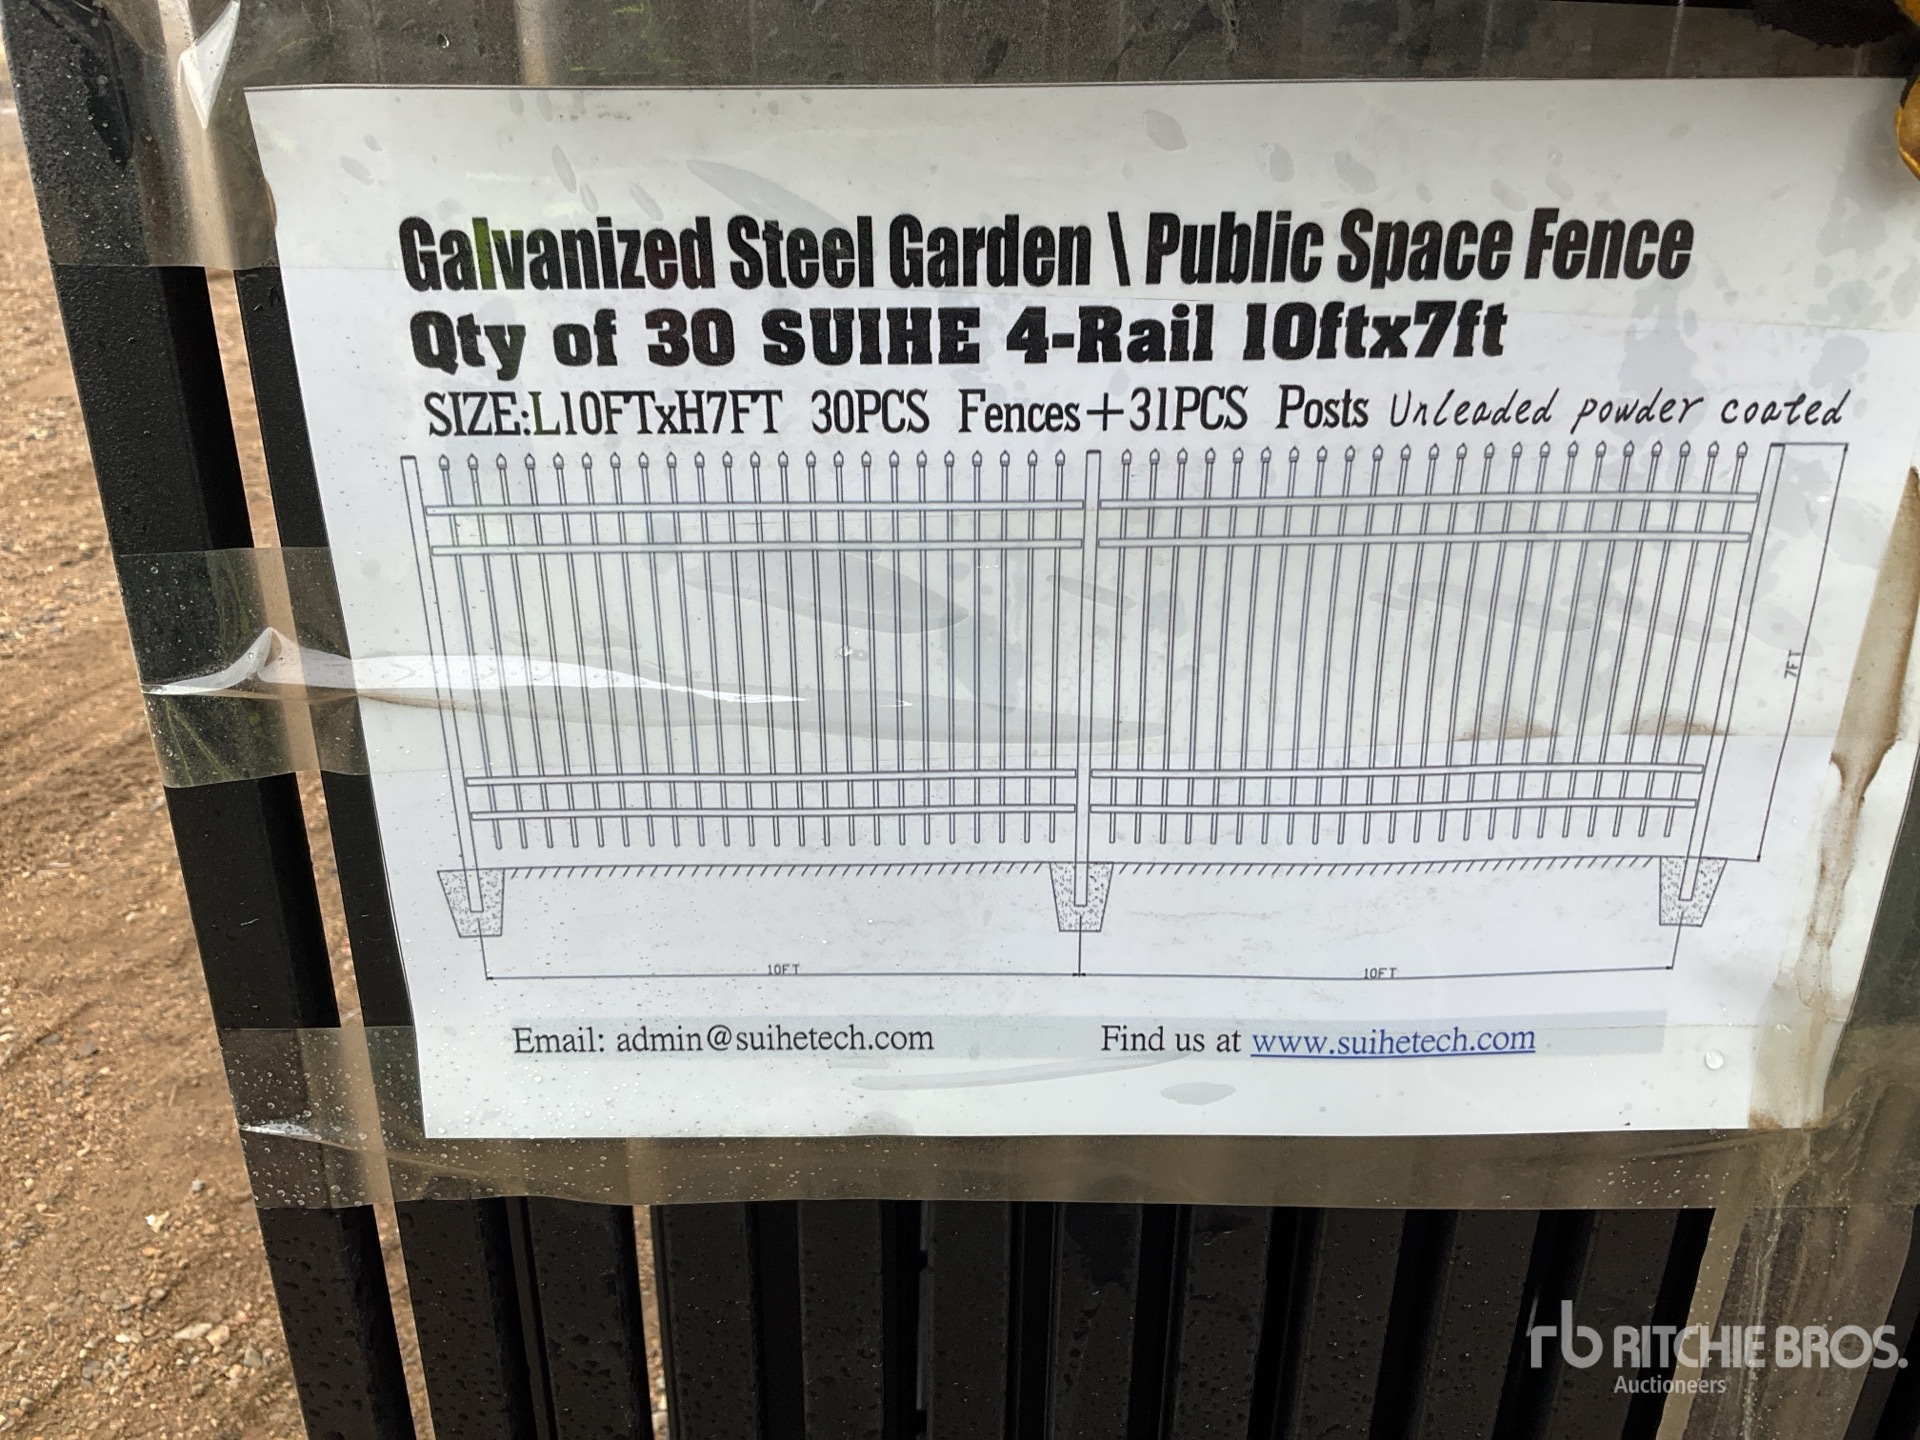 Galvanized Steel Garden \ Public Space Fence
Qty of 30 SUIHE 4-Rail 10ftx7ft
SIZE:L10FTxH7FT 30PCS Fences+31PCS Posts Unleaded powder coated
7FT
10FT 10FT
Email: admin@suihetech.com Find us at www.suihetech.com
rb RITCHIE BROS.
Auctioneers